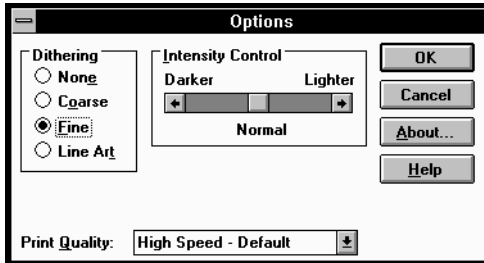 Options
Dithering
None
Coarse
Fine
Line Art
Intensity Control
Darker Lighter
Normal
OK
Cancel
About...
Help
Print Quality: High Speed - Default